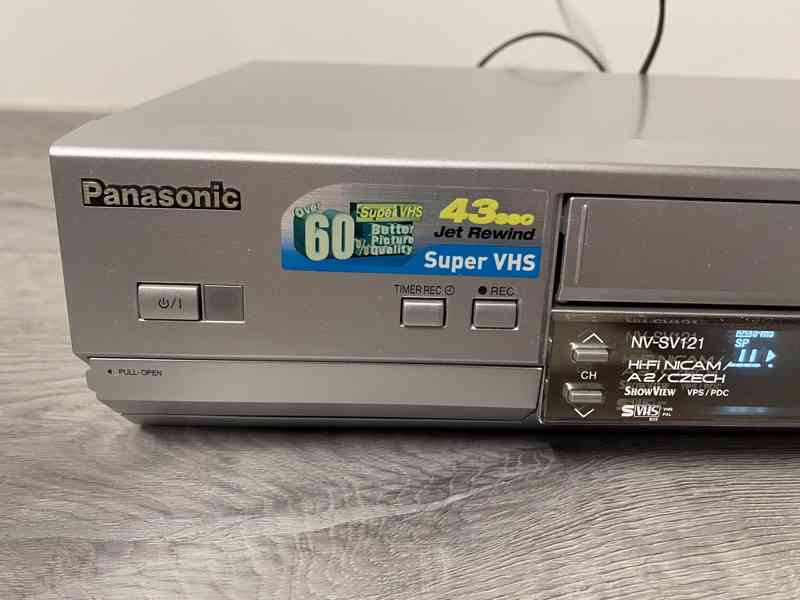 Panasonic
Over
60%
Super VHS
Better
Picture
Quality
43sec
Jet Rewind
Super VHS
TIMER REC
REC
PULL-OPEN
NV-SV121
SP
HI-FI NICAM/
A2/CZECH
CH
SHOWVIEW VPS/PDC
S VHS